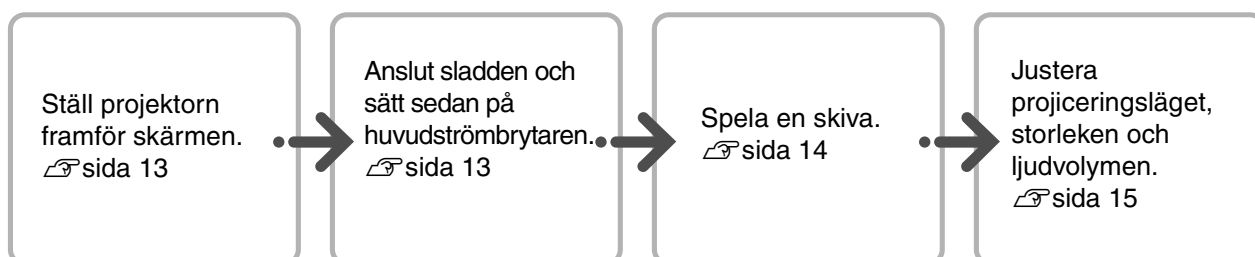 Ställ projektorn
framför skärmen.
☞sida 13
Anslut sladden och
sätt sedan på
huvudströmbrytaren.
☞sida 13
Spela en skiva.
☞sida 14
Justera
projiceringsläget,
storleken och
ljudvolymen.
☞sida 15